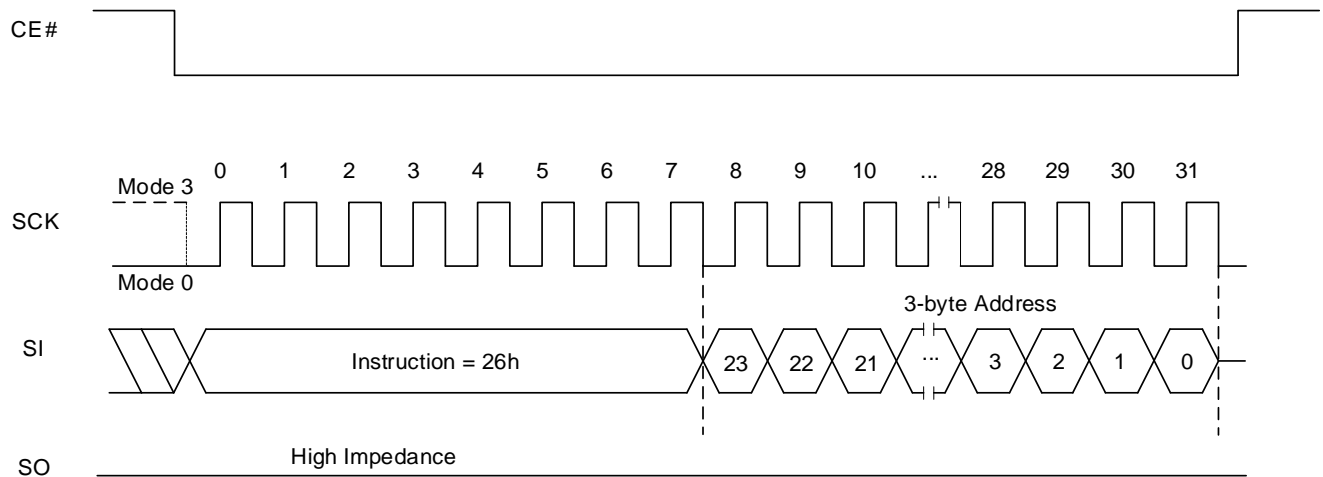 CE#
0 1 2 3 4 5 6 7 8 9 10 ... 28 29 30 31
Mode 3
SCK
Mode 0
3-byte Address
SI
Instruction = 26h 23 22 21 ... 3 2 1 0
High Impedance
SO